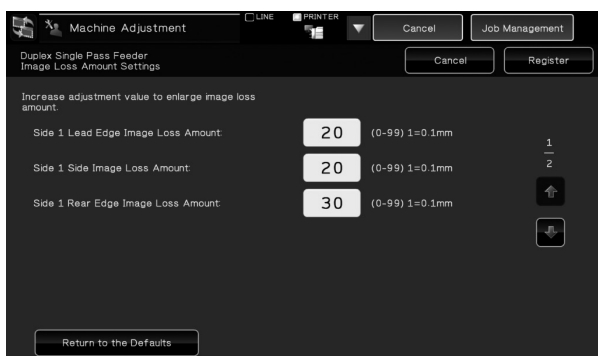 Machine Adjustment
LINE
PRINTER
Cancel
Job Management
Duplex Single Pass Feeder
Image Loss Amount Settings
Cancel
Register
Increase adjustment value to enlarge image loss
amount.
Side 1 Lead Edge Image Loss Amount: 20 (0-99) 1=0.1mm
Side 1 Side Image Loss Amount: 20 (0-99) 1=0.1mm
Side 1 Rear Edge Image Loss Amount: 30 (0-99) 1=0.1mm
1
2
Return to the Defaults